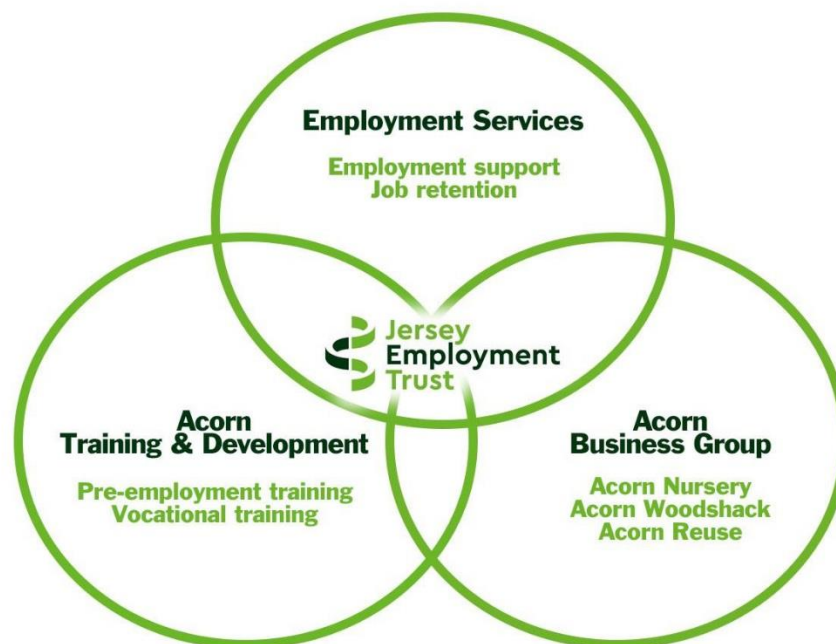 Employment Services
Employment support
Job retention
Jersey
Employment
Trust
Acorn
Training & Development
Pre-employment training
Vocational training
Acorn
Business Group
Acorn Nursery
Acorn Woodshack
Acorn Reuse